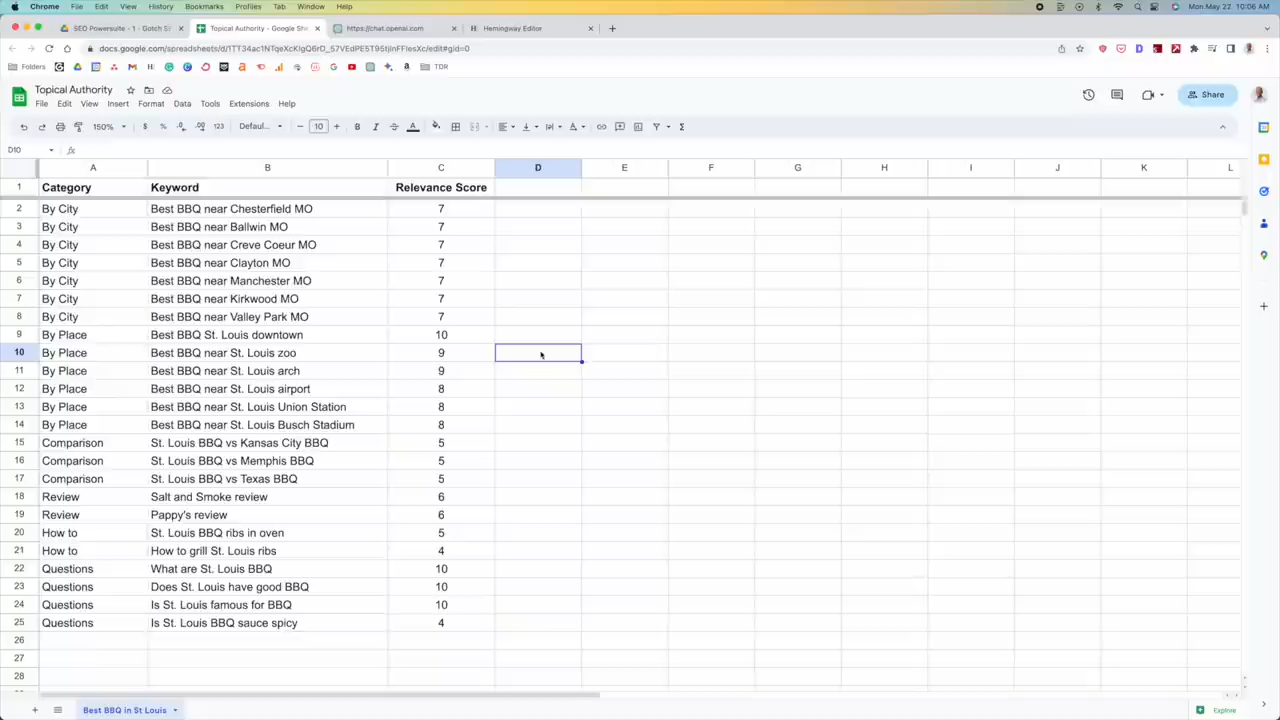 Chrome File Edit View History Bookmarks Profiles Tab Window Help Mon.May 22 10:06 AM
SEO Powersuite - 1 - Gotch S Topical Authority - Google She https://chat.openai.com Hemingway Editor
Folders TDR
Topical Authority
File Edit View Insert Format Data Tools Extensions Help
Share
150% $ % .0 .00 123 Defaul... 10 B I A
D10 fx
A B C D E F G H I J K L
1 Category Keyword Relevance Score
2 By City Best BBQ near Chesterfield MO 7
3 By City Best BBQ near Ballwin MO 7
4 By City Best BBQ near Creve Coeur MO 7
5 By City Best BBQ near Clayton MO 7
6 By City Best BBQ near Manchester MO 7
7 By City Best BBQ near Kirkwood MO 7
8 By City Best BBQ near Valley Park MO 7
9 By Place Best BBQ St. Louis downtown 10
10 By Place Best BBQ near St. Louis zoo 9
11 By Place Best BBQ near St. Louis arch 9
12 By Place Best BBQ near St. Louis airport 8
13 By Place Best BBQ near St. Louis Union Station 8
14 By Place Best BBQ near St. Louis Busch Stadium 8
15 Comparison St. Louis BBQ vs Kansas City BBQ 5
16 Comparison St. Louis BBQ vs Memphis BBQ 5
17 Comparison St. Louis BBQ vs Texas BBQ 5
18 Review Salt and Smoke review 6
19 Review Pappy's review 6
20 How to St. Louis BBQ ribs in oven 5
21 How to How to grill St. Louis ribs 4
22 Questions What are St. Louis BBQ 10
23 Questions Does St. Louis have good BBQ 10
24 Questions Is St. Louis famous for BBQ 10
25 Questions Is St. Louis BBQ sauce spicy 4
26
27
28
Best BBQ in St Louis Explore